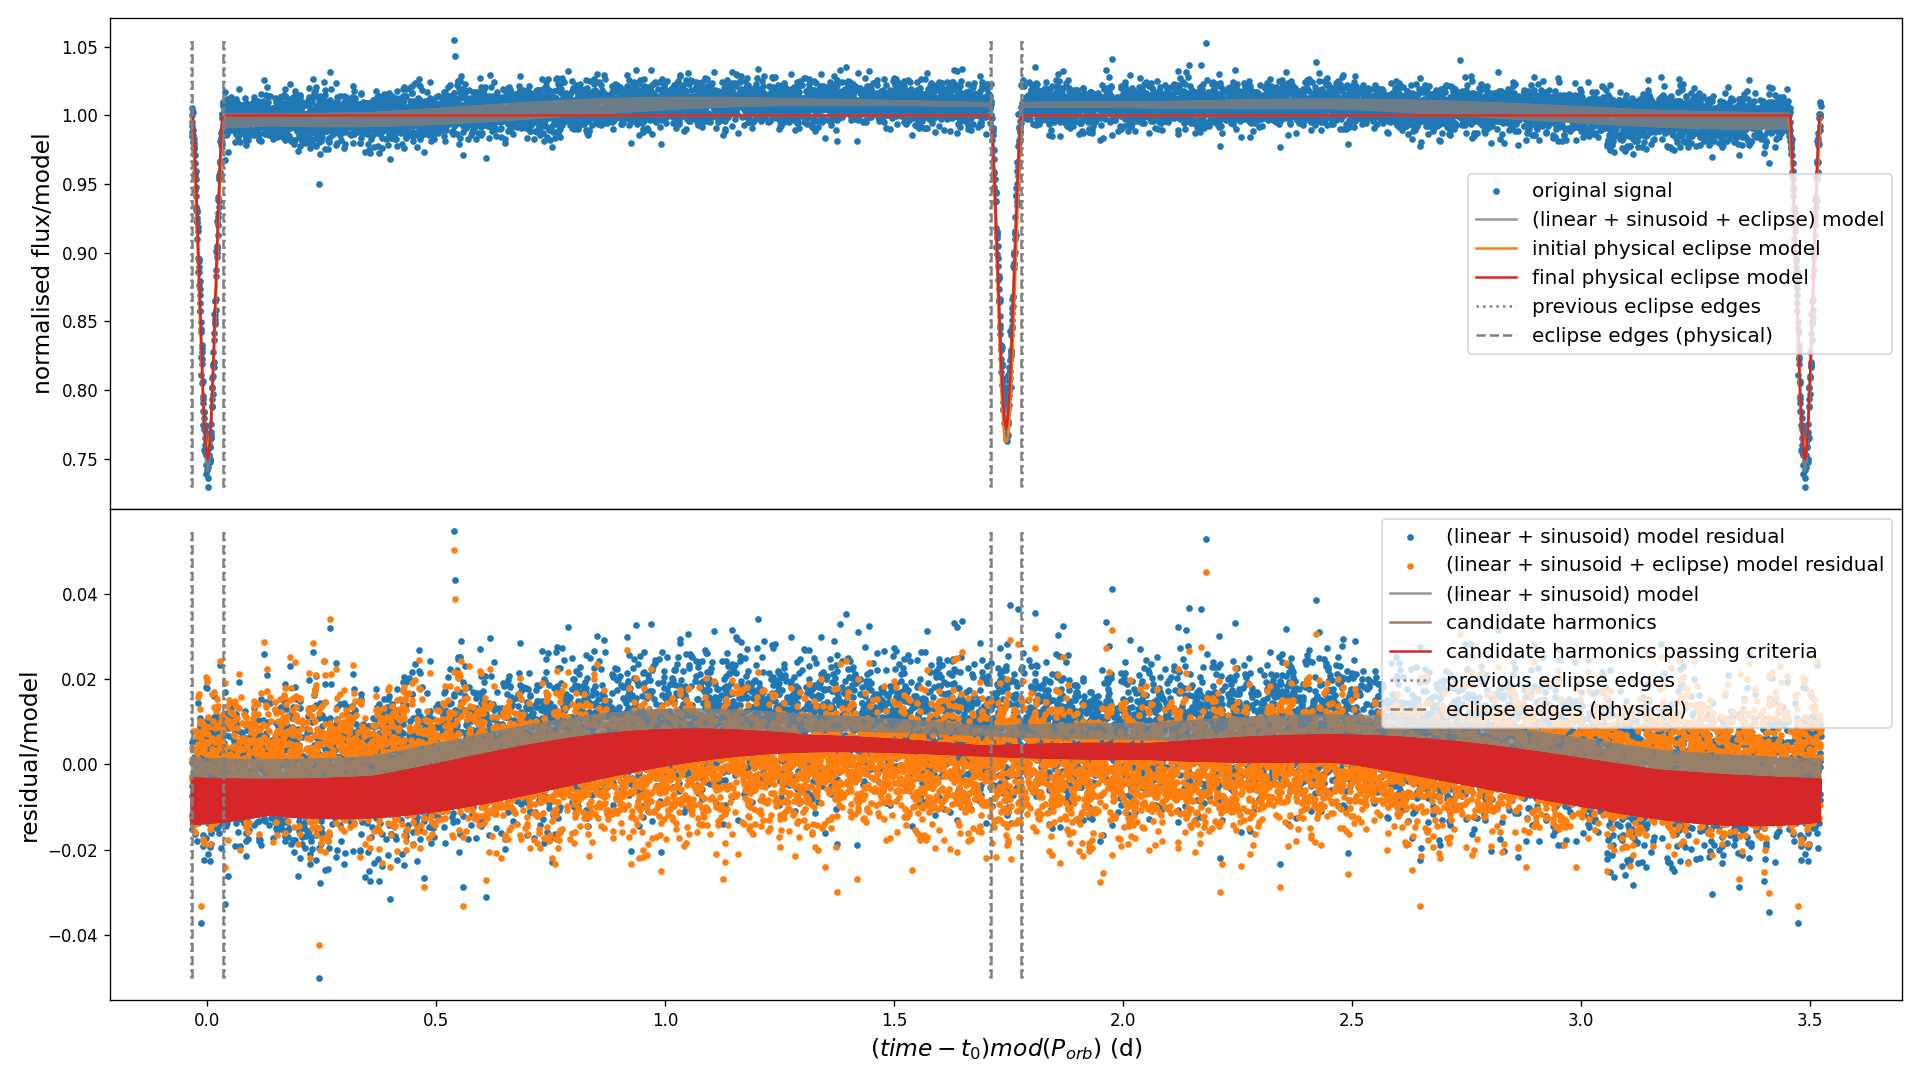 normalised flux/model
1.05
1.00
0.95
0.90
0.85
0.80
0.75
original signal
(linear + sinusoid + eclipse) model
initial physical eclipse model
final physical eclipse model
previous eclipse edges
eclipse edges (physical)
residual/model
0.04
0.02
0.00
−0.02
−0.04
(linear + sinusoid) model residual
(linear + sinusoid + eclipse) model residual
(linear + sinusoid) model
candidate harmonics
candidate harmonics passing criteria
previous eclipse edges
eclipse edges (physical)
0.0 0.5 1.0 1.5 2.0 2.5 3.0 3.5
(time − t₀)mod(P_orb) (d)